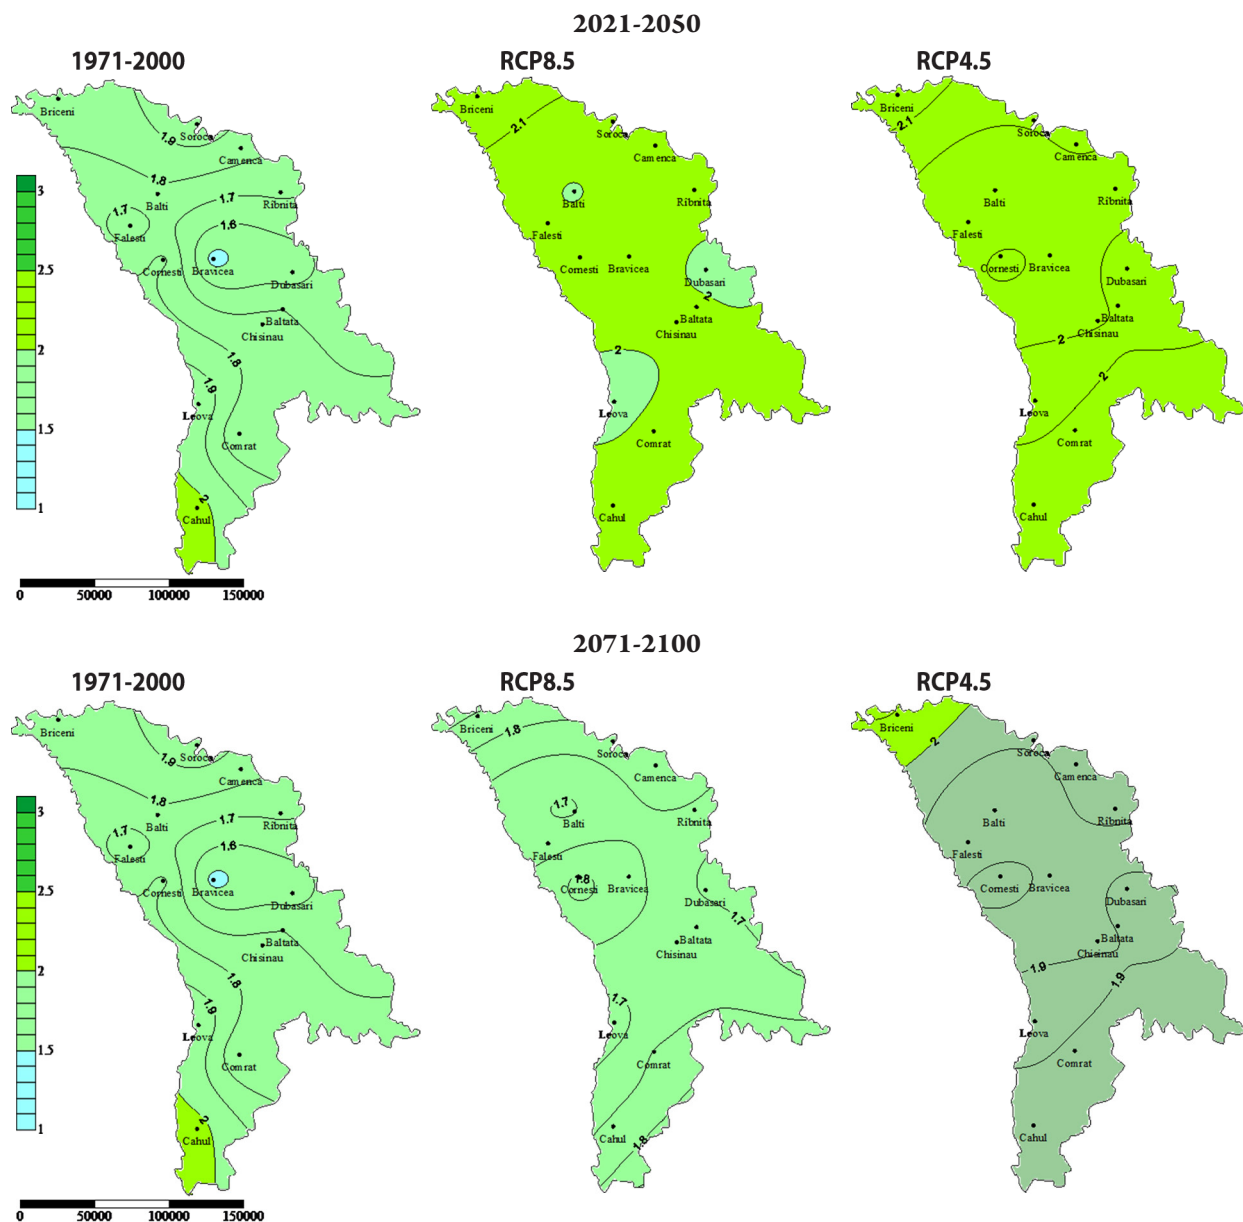 2021-2050
1971-2000
RCP8.5
RCP4.5
Briceni
1.9
Soroca
Camenca
1.8
Balti
1.7
Ribnita
1.7
Falesti
1.6
Cornesti
Bravicea
Dubasari
Baltata
Chisinau
1.8
1.9
Leova
Comrat
2
Cahul
3
2.5
2
1.5
1
0 50000 100000 150000
Briceni
2.1
Soroca
Camenca
Balti
Ribnita
Falesti
Cornesti
Bravicea
Dubasari
2
Baltata
Chisinau
2
Leova
Comrat
Cahul
Briceni
2.1
Soroca
Camenca
Balti
Ribnita
Falesti
Cornesti
Bravicea
Dubasari
Baltata
Chisinau
2
2
Leova
Comrat
Cahul
2071-2100
1971-2000
RCP8.5
RCP4.5
Briceni
1.9
Soroca
Camenca
1.8
Balti
1.7
Ribnita
1.7
Falesti
1.6
Cornesti
Bravicea
Dubasari
Baltata
Chisinau
1.8
1.9
Leova
Comrat
2
Cahul
3
2.5
2
1.5
1
0 50000 100000 150000
Briceni
1.8
Soroca
Camenca
1.7
Balti
Ribnita
Falesti
1.8
Cornesti
Bravicea
Dubasari
1.7
Baltata
Chisinau
1.7
Leova
Comrat
Cahul
1.8
Briceni
2
Soroca
Camenca
Balti
Ribnita
Falesti
Cornesti
Bravicea
Dubasari
Baltata
Chisinau
1.9
1.9
Leova
Comrat
Cahul